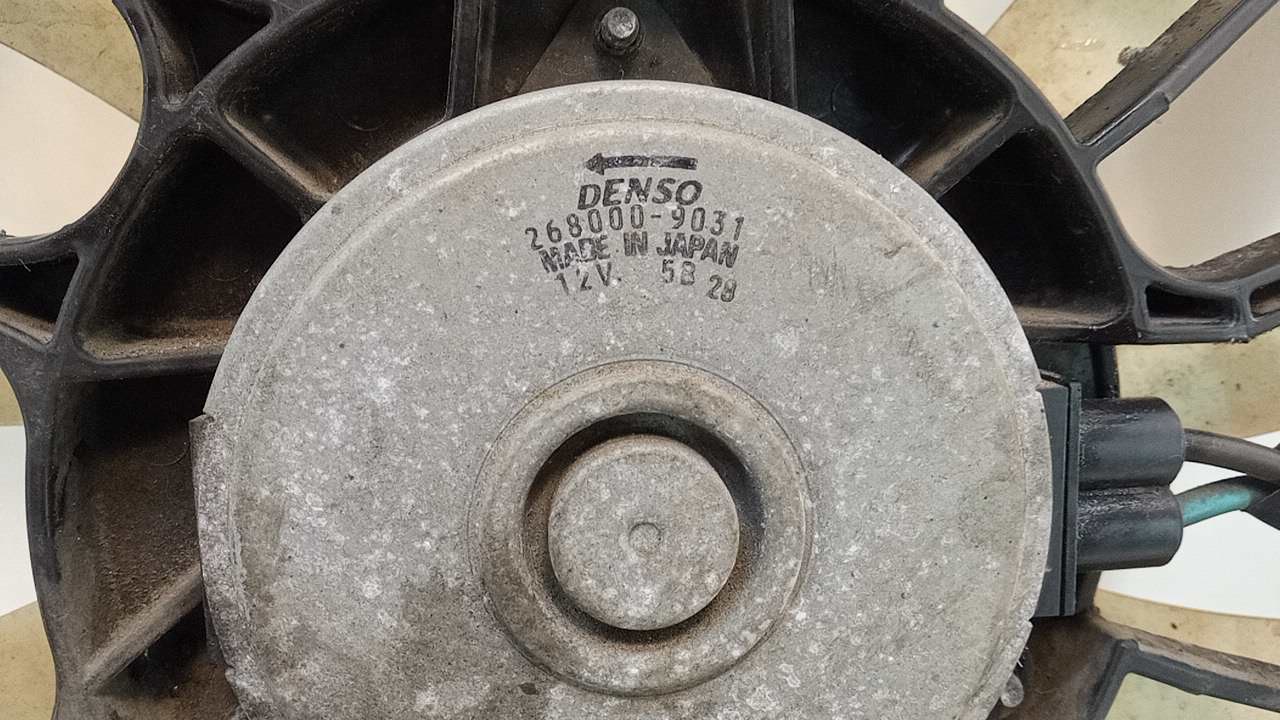 DENSO
268000-9031
MADE IN JAPAN
12V. 5B 28